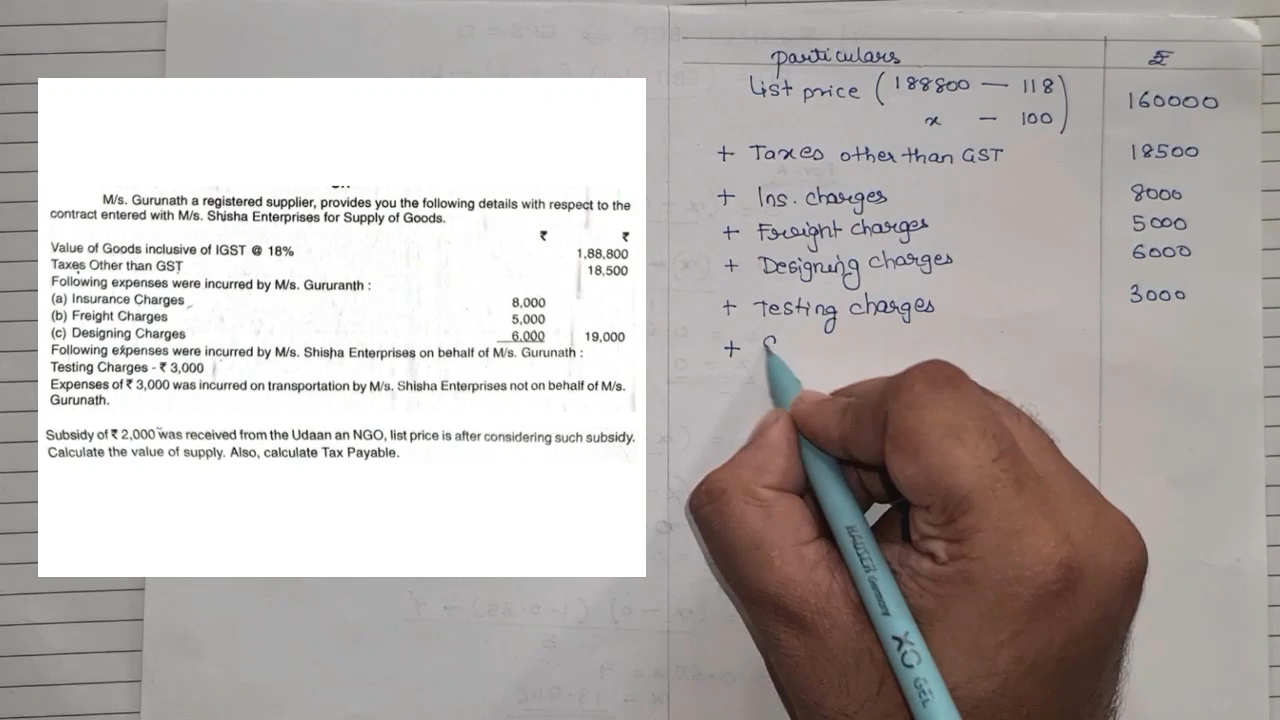 M/s. Gurunath a registered supplier, provides you the following details with respect to the
contract entered with M/s. Shisha Enterprises for Supply of Goods.
₹ ₹
Value of Goods inclusive of IGST @ 18% 1,88,800
Taxes Other than GST 18,500
Following expenses were incurred by M/s. Gururanth :
(a) Insurance Charges 8,000
(b) Freight Charges 5,000
(c) Designing Charges 6,000 19,000
Following expenses were incurred by M/s. Shisha Enterprises on behalf of M/s. Gurunath :
Testing Charges - ₹ 3,000
Expenses of ₹ 3,000 was incurred on transportation by M/s. Shisha Enterprises not on behalf of M/s.
Gurunath.
Subsidy of ₹ 2,000 was received from the Udaan an NGO, list price is after considering such subsidy.
Calculate the value of supply. Also, calculate Tax Payable.
particulars ₹
List price (188800 — 118 160000
x — 100)
+ Taxes other than GST 18500
+ Ins. charges 8000
+ Freight charges 5000
+ Designing charges 6000
+ Testing charges 3000
+ S
HAUSER Germany XO GEL